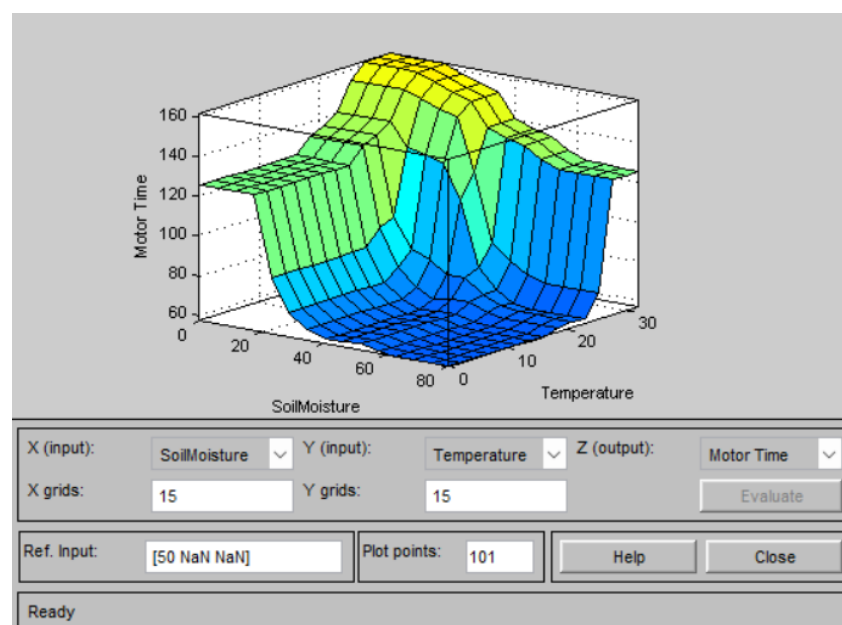 160
140
120
100
80
60
Motor Time
0
20
40
60
80
SoilMoisture
0
10
20
30
Temperature
X (input): SoilMoisture Y (input): Temperature Z (output): Motor Time
X grids: 15 Y grids: 15 Evaluate
Ref. Input: [50 NaN NaN] Plot points: 101 Help Close
Ready